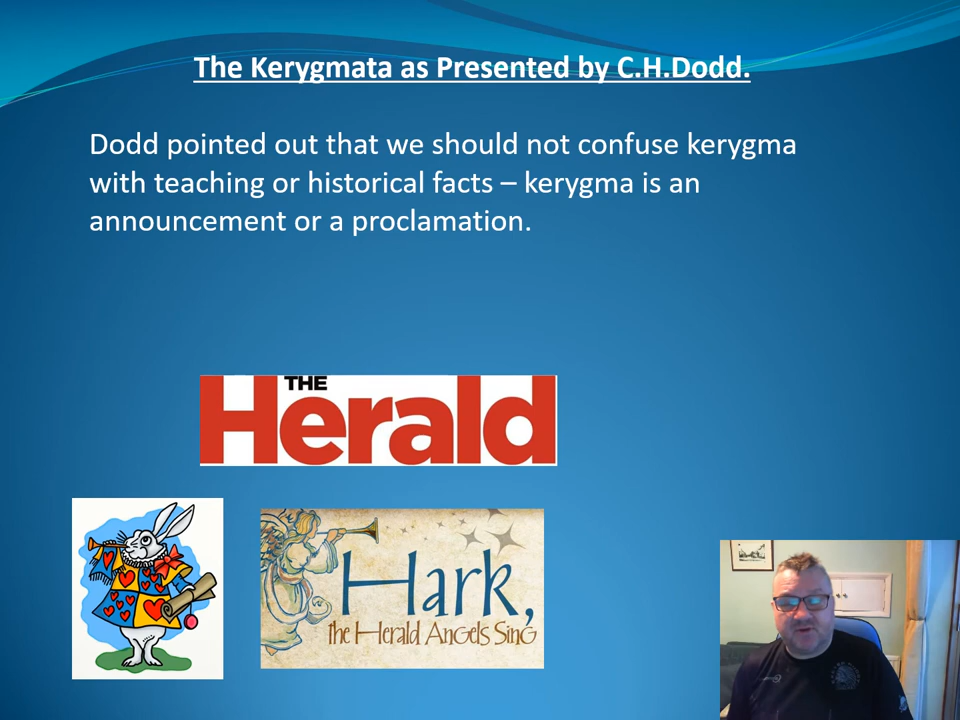 The Kerygmata as Presented by C.H.Dodd.
Dodd pointed out that we should not confuse kerygma
with teaching or historical facts – kerygma is an
announcement or a proclamation.
THE
Herald
Hark,
the Herald Angels Sing